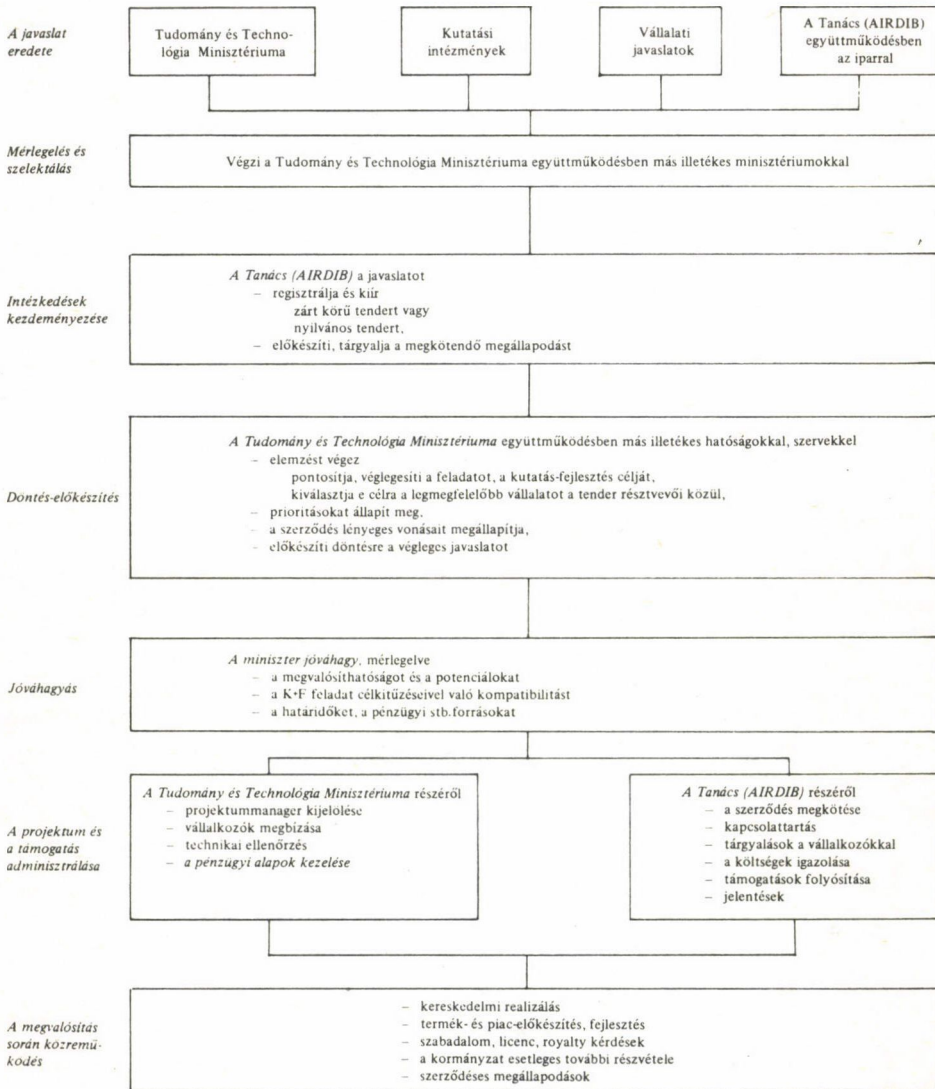 A javaslat
eredete
Tudomány és Techno-
lógia Minisztériuma
Kutatási
intézmények
Vállalati
javaslatok
A Tanács (AIRDIB)
együttműködésben
az iparral
Mérlegelés és
szelektálás
Végzi a Tudomány és Technológia Minisztériuma együttműködésben más illetékes minisztériumokkal
Intézkedések
kezdeményezése
A Tanács (AIRDIB) a javaslatot
– regisztrálja és kiír
zárt körű tendert vagy
nyilvános tendert,
– előkészíti, tárgyalja a megkötendő megállapodást
Döntés-előkészítés
A Tudomány és Technológia Minisztériuma együttműködésben más illetékes hatóságokkal, szervekkel
– elemzést végez
pontosítja, véglegesíti a feladatot, a kutatás-fejlesztés célját,
kiválasztja e célra a legmegfelelőbb vállalatot a tender résztvevői közül,
– prioritásokat állapít meg,
– a szerződés lényeges vonásait megállapítja,
– előkészíti döntésre a végleges javaslatot
Jóváhagyás
A miniszter jóváhagy, mérlegelve
– a megvalósíthatóságot és a potenciálokat
– a K+F feladat célkitűzéseivel való kompatibilitást
– a határidőket, a pénzügyi stb. forrásokat
A projektum és
a támogatás
adminisztrálása
A Tudomány és Technológia Minisztériuma részéről
– projektummanager kijelölése
– vállalkozók megbízása
– technikai ellenőrzés
– a pénzügyi alapok kezelése
A Tanács (AIRDIB) részéről
– a szerződés megkötése
– kapcsolattartás
– tárgyalások a vállalkozókkal
– a költségek igazolása
– támogatások folyósítása
– jelentések
A megvalósítás
során közremű-
ködés
– kereskedelmi realizálás
– termék- és piac-előkészítés, fejlesztés
– szabadalom, licenc, royalty kérdések
– a kormányzat esetleges további részvétele
– szerződéses megállapodások